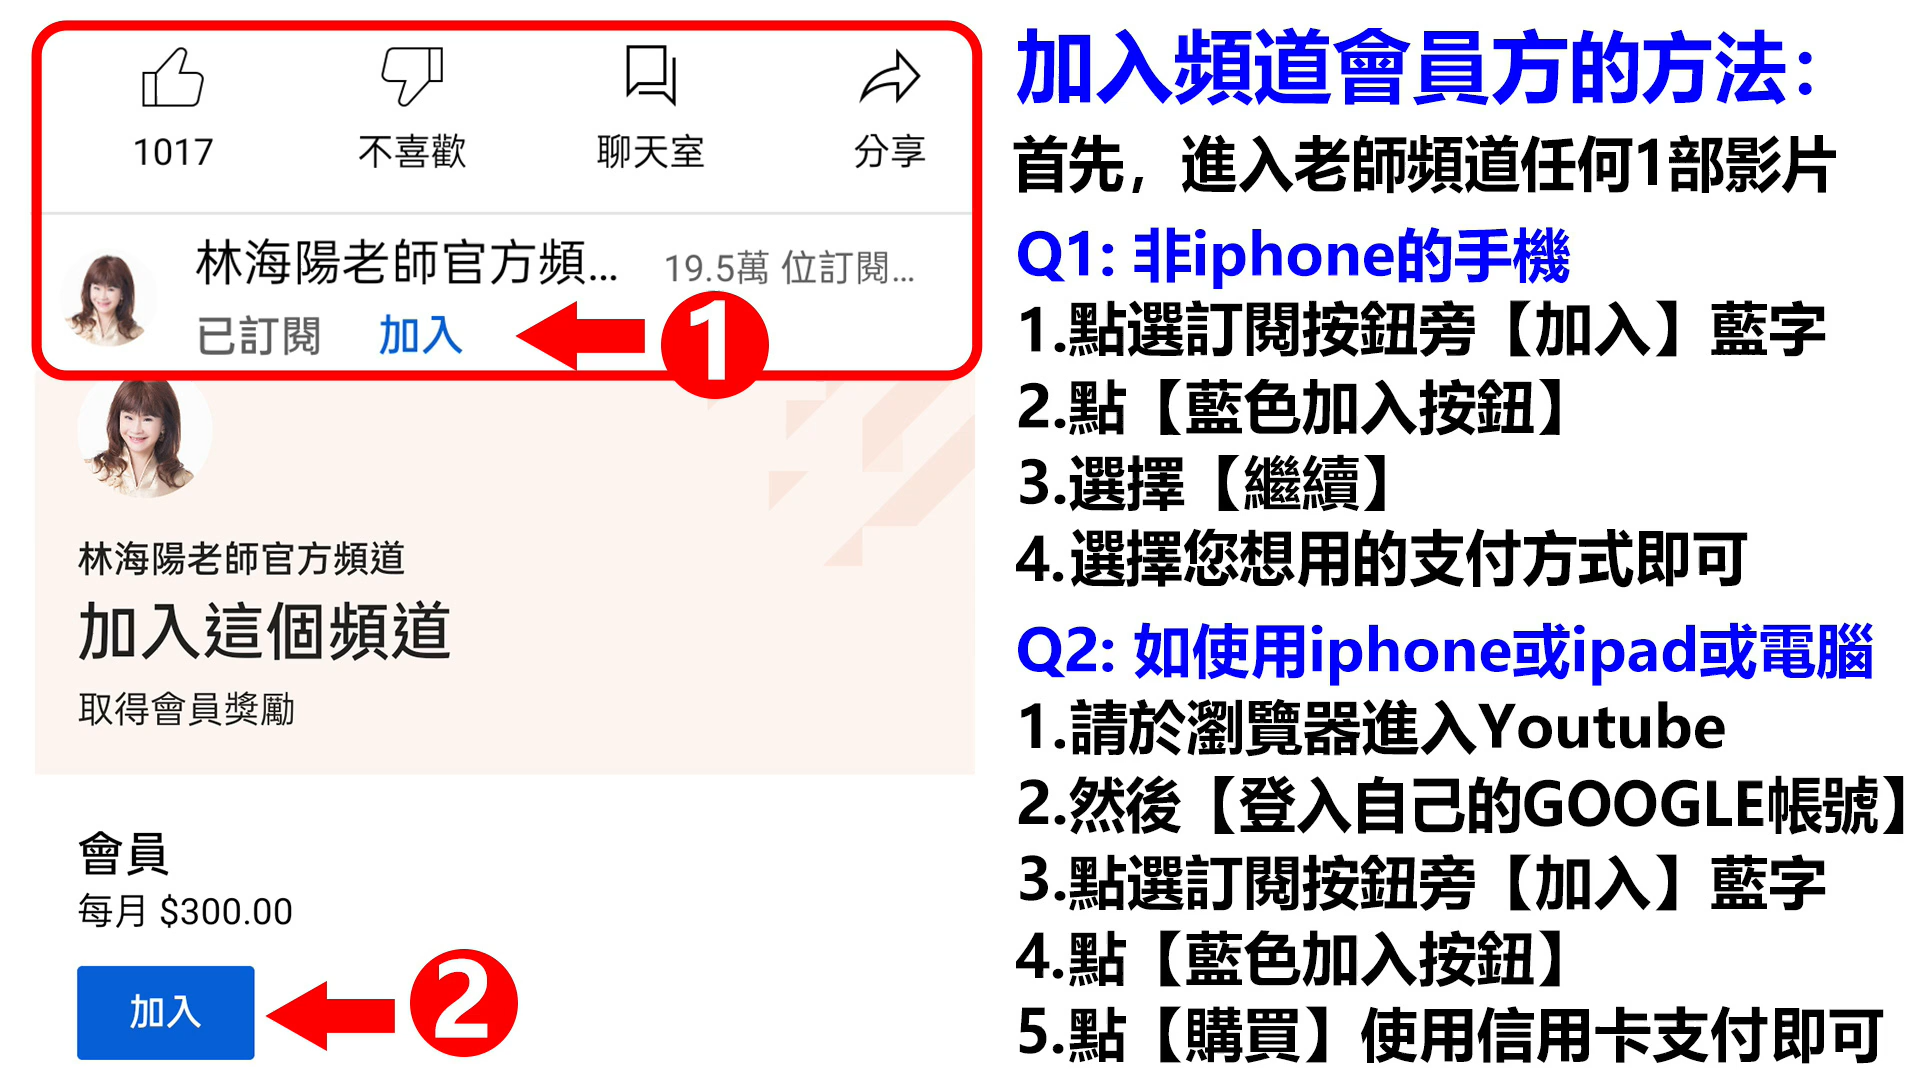 1017
不喜歡
聊天室
分享
林海陽老師官方頻...
19.5萬 位訂閱...
已訂閱
加入
1
林海陽老師官方頻道
加入這個頻道
取得會員獎勵
會員
每月 $300.00
加入
2
加入頻道會員方的方法：
首先，進入老師頻道任何1部影片
Q1: 非iphone的手機
1.點選訂閱按鈕旁【加入】藍字
2.點【藍色加入按鈕】
3.選擇【繼續】
4.選擇您想用的支付方式即可
Q2: 如使用iphone或ipad或電腦
1.請於瀏覽器進入Youtube
2.然後【登入自己的GOOGLE帳號】
3.點選訂閱按鈕旁【加入】藍字
4.點【藍色加入按鈕】
5.點【購買】使用信用卡支付即可